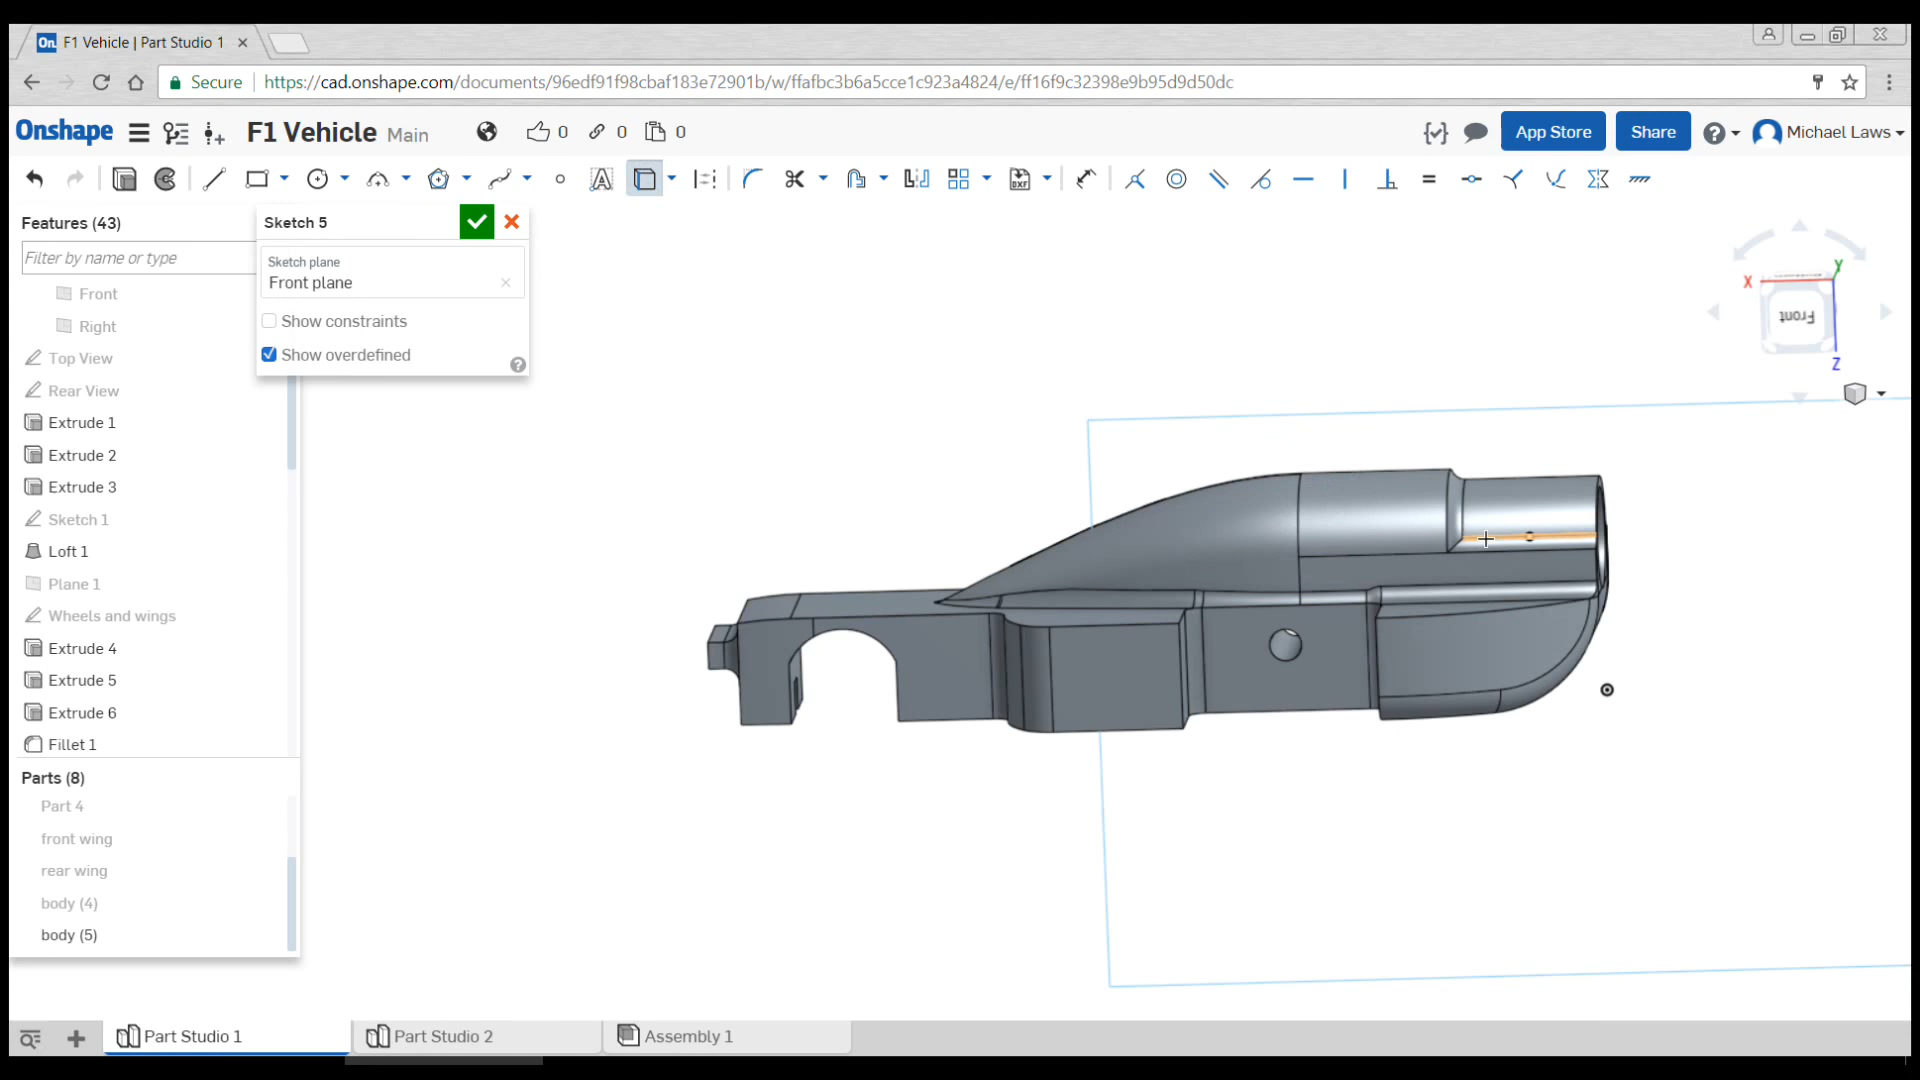 On. F1 Vehicle | Part Studio 1
Secure https://cad.onshape.com/documents/96edf91f98cbaf183e72901b/w/ffafbc3b6a5cce1c923a4824/e/ff16f9c32398e9b95d9d50dc
Onshape F1 Vehicle Main 0 0 0 App Store Share Michael Laws
Features (43)
Filter by name or type
Front
Right
Top View
Rear View
Extrude 1
Extrude 2
Extrude 3
Sketch 1
Loft 1
Plane 1
Wheels and wings
Extrude 4
Extrude 5
Extrude 6
Fillet 1
Parts (8)
Part 4
front wing
rear wing
body (4)
body (5)
Sketch 5
Sketch plane
Front plane
Show constraints
Show overdefined
X
Y
Front
Z
Part Studio 1
Part Studio 2
Assembly 1